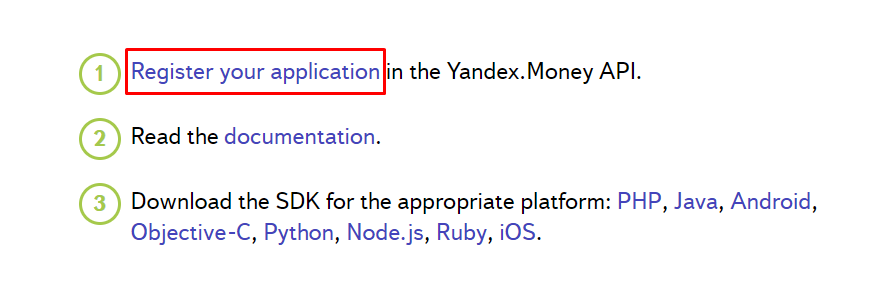 1 Register your application in the Yandex.Money API.
2 Read the documentation.
3 Download the SDK for the appropriate platform: PHP, Java, Android,
Objective-C, Python, Node.js, Ruby, iOS.